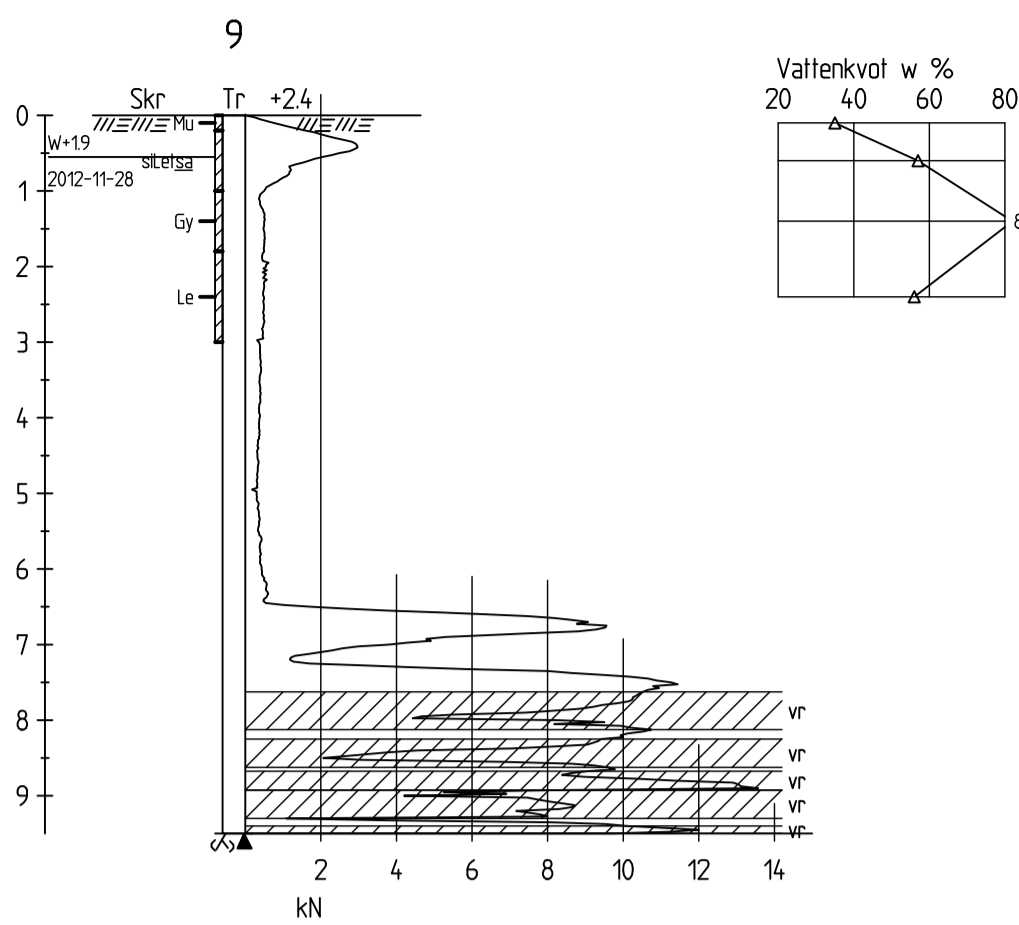 9
Vattenkvot w %
20 40 60 80
Skr Tr +2.4
0
Mu
W+1.9
siLetsa
2012-11-28
1
Gy
2
Le
3
4
5
6
7
vr
8
vr
vr
9
vr
vr
2 4 6 8 10 12 14
kN